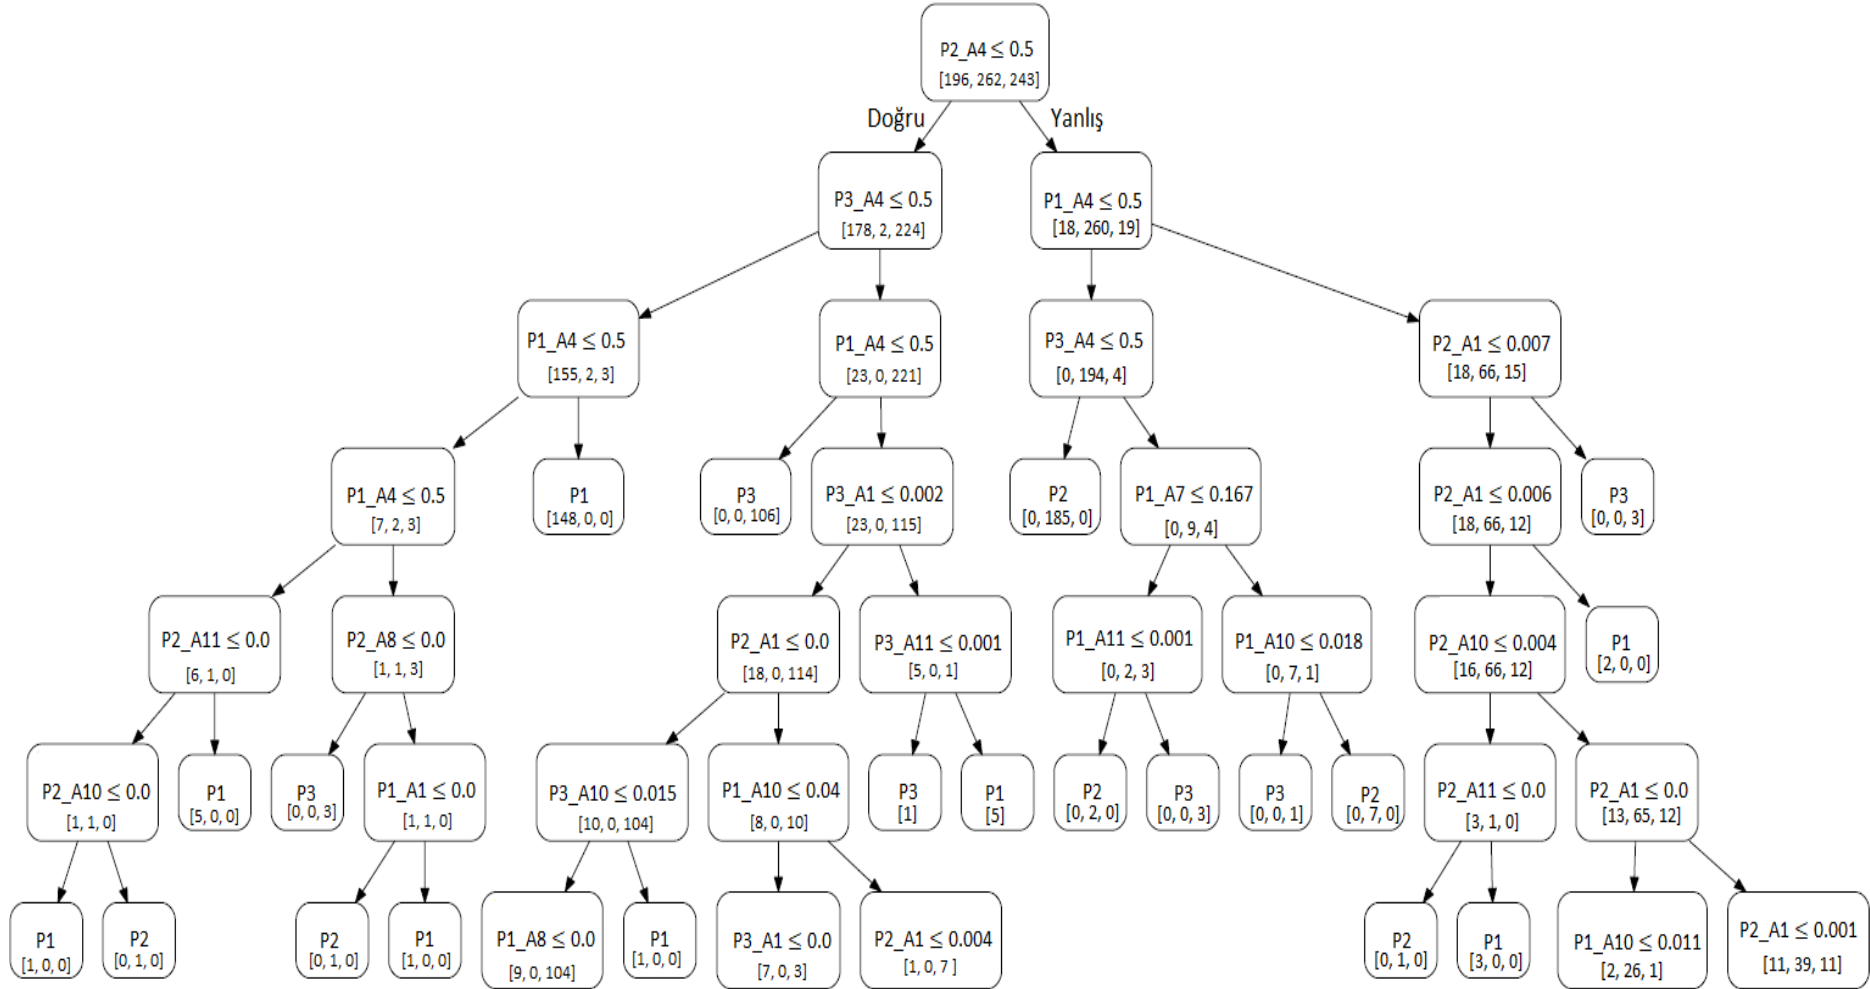 P2_A4 ≤ 0.5
[196, 262, 243]
Doğru
Yanlış
P3_A4 ≤ 0.5
[178, 2, 224]
P1_A4 ≤ 0.5
[18, 260, 19]
P1_A4 ≤ 0.5
[155, 2, 3]
P1_A4 ≤ 0.5
[23, 0, 221]
P3_A4 ≤ 0.5
[0, 194, 4]
P2_A1 ≤ 0.007
[18, 66, 15]
P1_A4 ≤ 0.5
[7, 2, 3]
P1
[148, 0, 0]
P3
[0, 0, 106]
P3_A1 ≤ 0.002
[23, 0, 115]
P2
[0, 185, 0]
P1_A7 ≤ 0.167
[0, 9, 4]
P2_A1 ≤ 0.006
[18, 66, 12]
P3
[0, 0, 3]
P2_A11 ≤ 0.0
[6, 1, 0]
P2_A8 ≤ 0.0
[1, 1, 3]
P2_A1 ≤ 0.0
[18, 0, 114]
P3_A11 ≤ 0.001
[5, 0, 1]
P1_A11 ≤ 0.001
[0, 2, 3]
P1_A10 ≤ 0.018
[0, 7, 1]
P2_A10 ≤ 0.004
[16, 66, 12]
P1
[2, 0, 0]
P2_A10 ≤ 0.0
[1, 1, 0]
P1
[5, 0, 0]
P3
[0, 0, 3]
P1_A1 ≤ 0.0
[1, 1, 0]
P3_A10 ≤ 0.015
[10, 0, 104]
P1_A10 ≤ 0.04
[8, 0, 10]
P3
[1]
P1
[5]
P2
[0, 2, 0]
P3
[0, 0, 3]
P3
[0, 0, 1]
P2
[0, 7, 0]
P2_A11 ≤ 0.0
[3, 1, 0]
P2_A1 ≤ 0.0
[13, 65, 12]
P1
[1, 0, 0]
P2
[0, 1, 0]
P2
[0, 1, 0]
P1
[1, 0, 0]
P1_A8 ≤ 0.0
[9, 0, 104]
P1
[1, 0, 0]
P3_A1 ≤ 0.0
[7, 0, 3]
P2_A1 ≤ 0.004
[1, 0, 7 ]
P2
[0, 1, 0]
P1
[3, 0, 0]
P1_A10 ≤ 0.011
[2, 26, 1]
P2_A1 ≤ 0.001
[11, 39, 11]